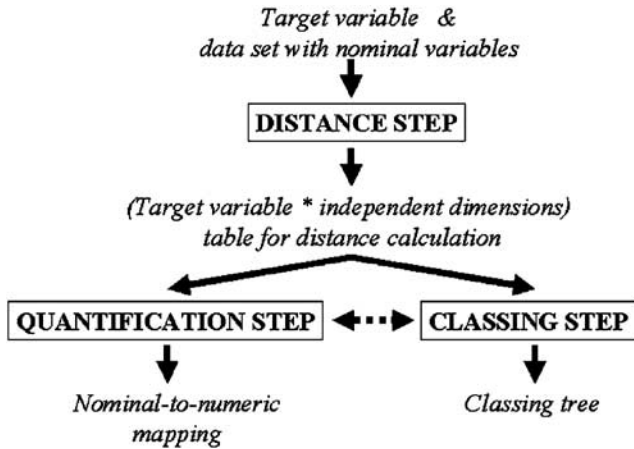 Target variable &
data set with nominal variables
DISTANCE STEP
(Target variable * independent dimensions)
table for distance calculation
QUANTIFICATION STEP
CLASSING STEP
Nominal-to-numeric
mapping
Classing tree